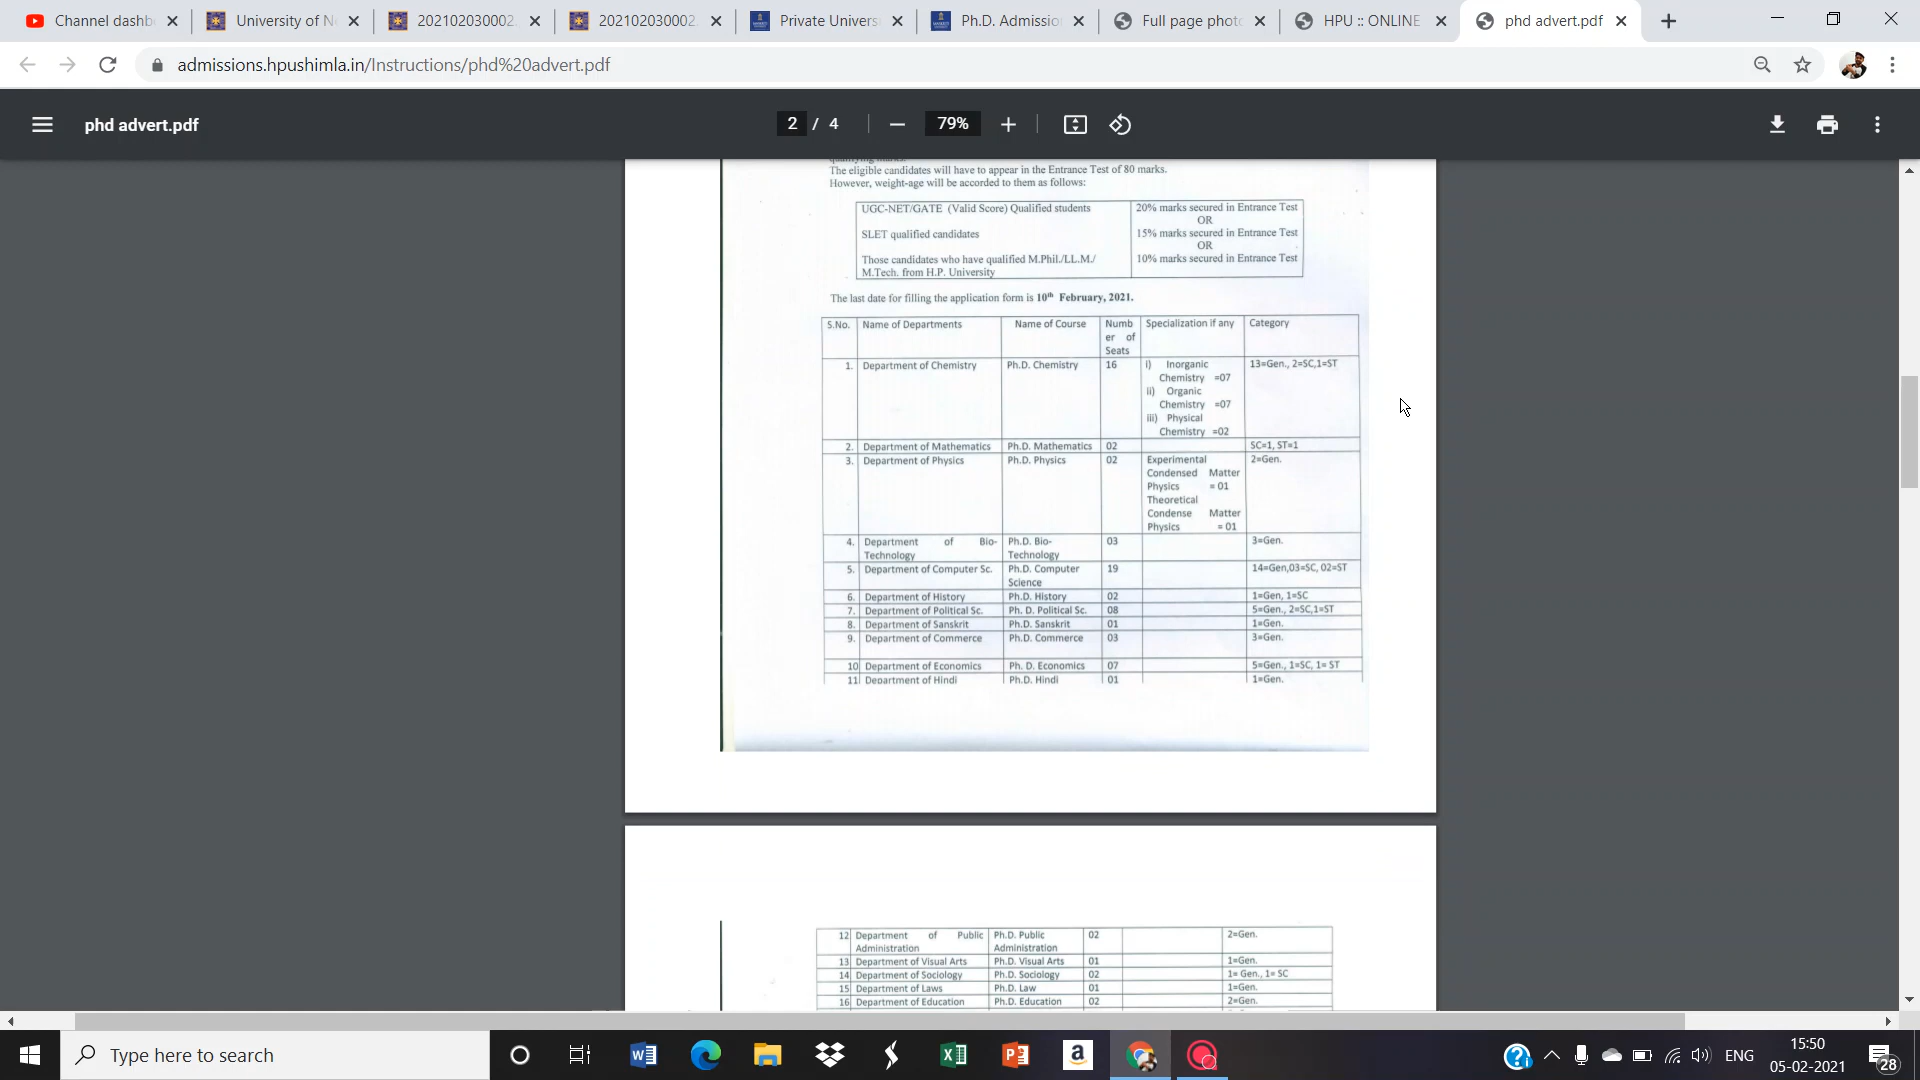 Channel dashb
University of N
202102030002
202102030002
Private Univers
Ph.D. Admissio
Full page photo
HPU :: ONLINE
phd advert.pdf
admissions.hpushimla.in/Instructions/phd%20advert.pdf
phd advert.pdf
2 / 4
79%
qualifying marks.
The eligible candidates will have to appear in the Entrance Test of 80 marks.
However, weight-age will be accorded to them as follows:
UGC-NET/GATE (Valid Score) Qualified students 20% marks secured in Entrance Test
OR
SLET qualified candidates 15% marks secured in Entrance Test
OR
Those candidates who have qualified M.Phil./LL.M./ 10% marks secured in Entrance Test
M.Tech. from H.P. University
The last date for filling the application form is 10th February, 2021.
S.No. Name of Departments Name of Course Numb Specialization if any Category
er of
Seats
1. Department of Chemistry Ph.D. Chemistry 16 i) Inorganic 13=Gen., 2=SC,1=ST
Chemistry =07
ii) Organic
Chemistry =07
iii) Physical
Chemistry =02
2. Department of Mathematics Ph.D. Mathematics 02 SC=1, ST=1
3. Department of Physics Ph.D. Physics 02 Experimental 2=Gen.
Condensed Matter
Physics = 01
Theoretical
Condense Matter
Physics = 01
4. Department of Bio- Ph.D. Bio- 03 3=Gen.
Technology Technology
5. Department of Computer Sc. Ph.D. Computer 19 14=Gen,03=SC, 02=ST
Science
6. Department of History Ph.D. History 02 1=Gen, 1=SC
7. Department of Political Sc. Ph. D. Political Sc. 08 5=Gen., 2=SC,1=ST
8. Department of Sanskrit Ph.D. Sanskrit 01 1=Gen.
9. Department of Commerce Ph.D. Commerce 03 3=Gen.
10 Department of Economics Ph. D. Economics 07 5=Gen., 1=SC, 1= ST
11 Department of Hindi Ph.D. Hindi 01 1=Gen.
12 Department of Public Ph.D. Public 02 2=Gen.
Administration Administration
13 Department of Visual Arts Ph.D. Visual Arts 01 1=Gen.
14 Department of Sociology Ph.D. Sociology 02 1= Gen., 1= SC
15 Department of Laws Ph.D. Law 01 1=Gen.
16 Department of Education Ph.D. Education 02 2=Gen.
Type here to search
ENG
15:50
05-02-2021
28